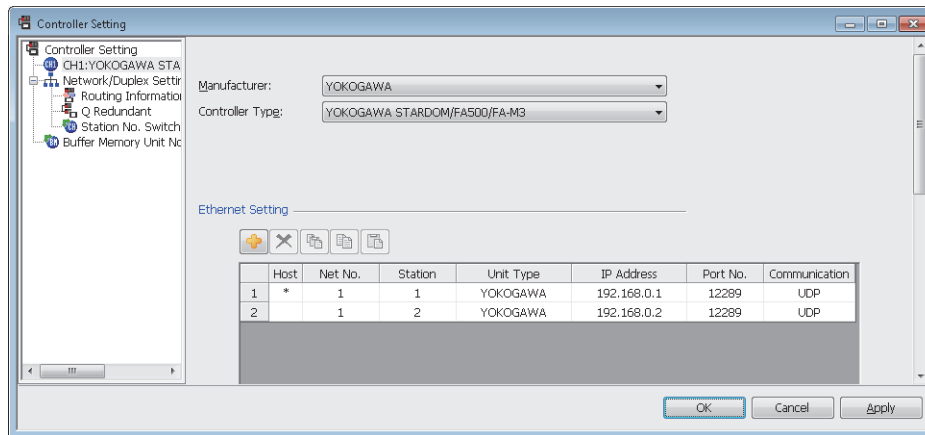 Controller Setting
Controller Setting
CH1:YOKOGAWA STA
Network/Duplex Settin
Routing Information
Q Redundant
Station No. Switch
Buffer Memory Unit No
Manufacturer: YOKOGAWA
Controller Type: YOKOGAWA STARDOM/FA500/FA-M3
Ethernet Setting
Host Net No. Station Unit Type IP Address Port No. Communication
1 * 1 1 YOKOGAWA 192.168.0.1 12289 UDP
2 1 2 YOKOGAWA 192.168.0.2 12289 UDP
OK Cancel Apply